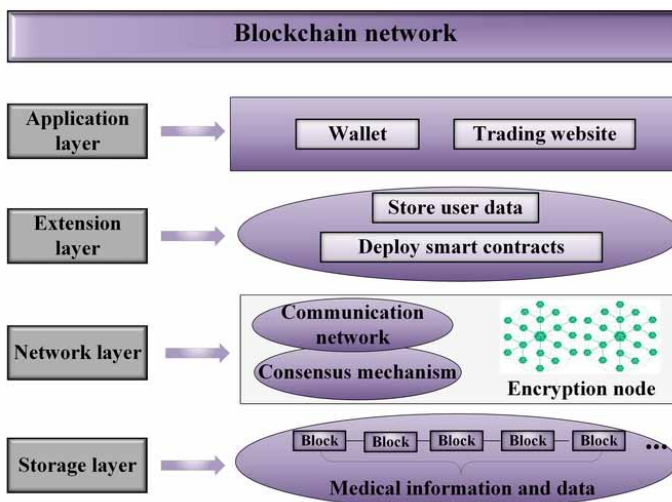 Blockchain network
Application
layer
Wallet
Trading website
Extension
layer
Store user data
Deploy smart contracts
Network layer
Communication
network
Consensus mechanism
Encryption node
Storage layer
Block
Block
Block
Block
Block
...
Medical information and data